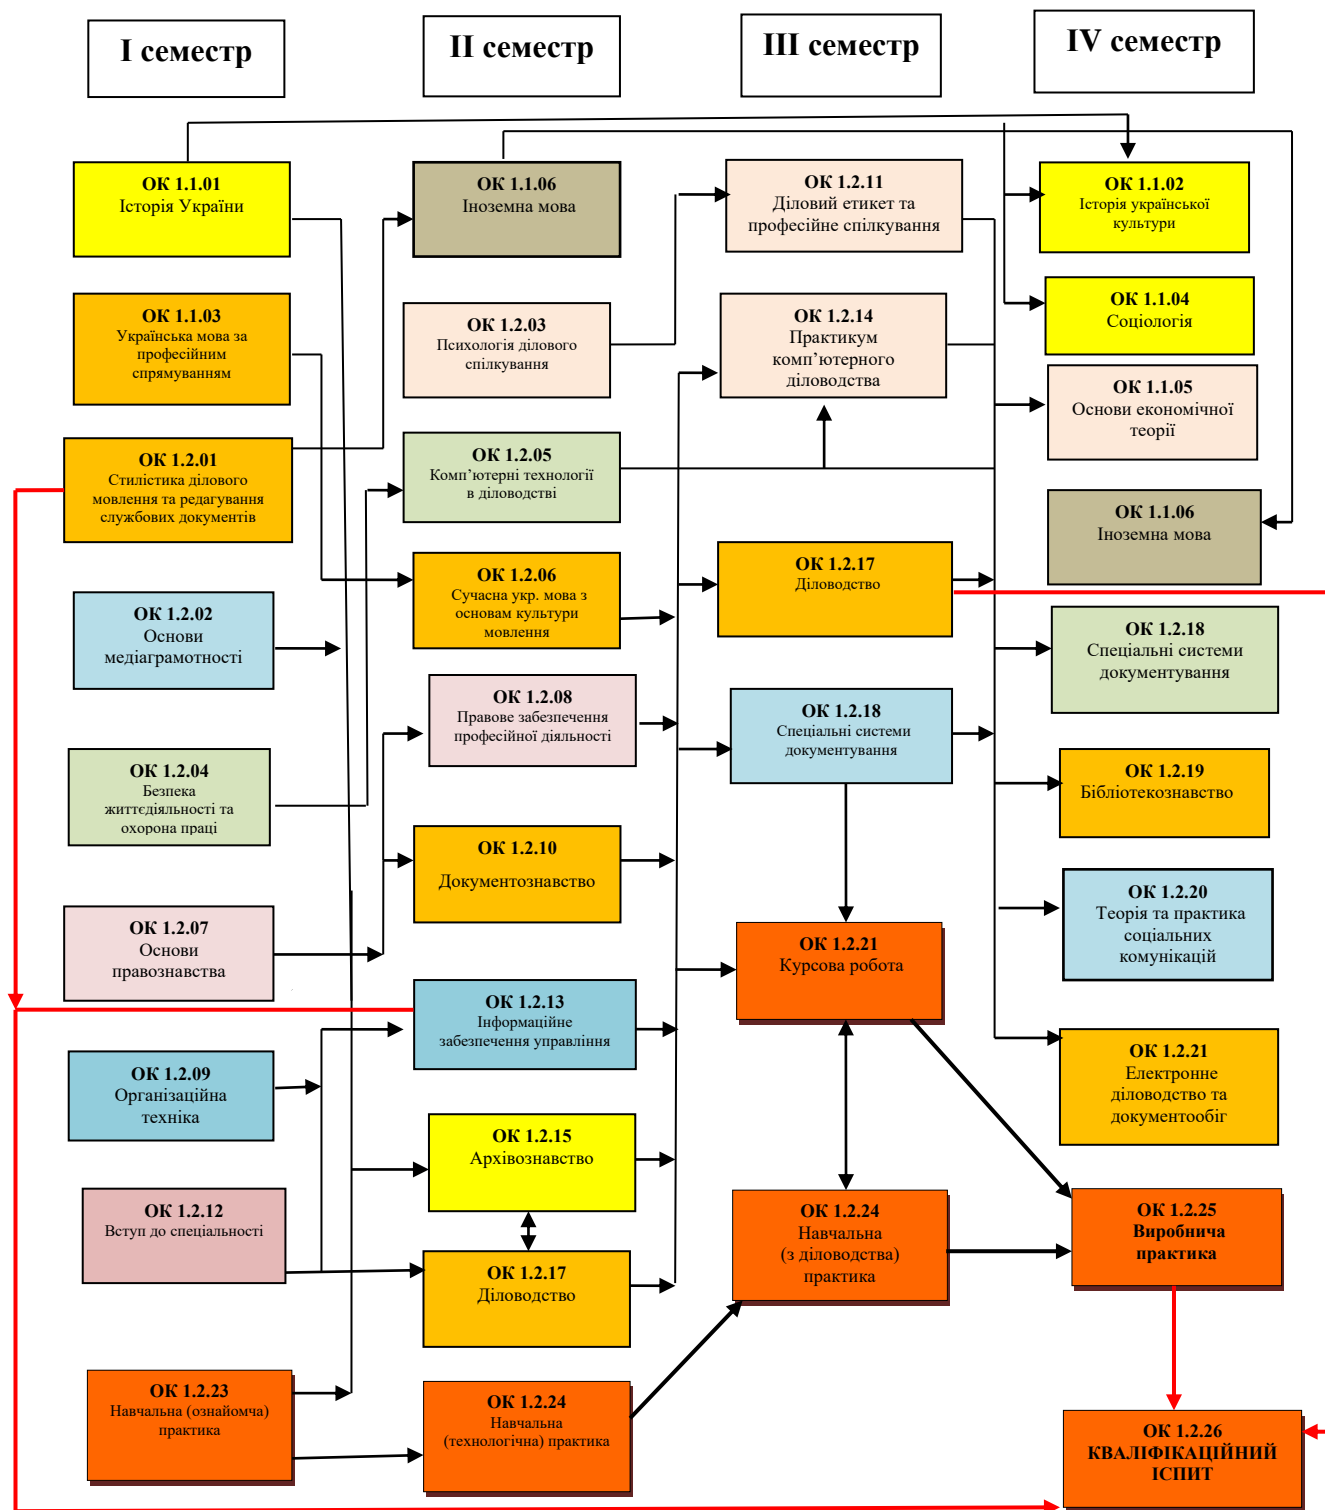 І семестр
ІІ семестр
ІІІ семестр
IV семестр
ОК 1.1.01
Історія України
ОК 1.1.03
Українська мова за
професійним
спрямуванням
ОК 1.2.01
Стилістика ділового
мовлення та редагування
службових документів
ОК 1.2.02
Основи
медіаграмотності
ОК 1.2.04
Безпека
життєдіяльності та
охорона праці
ОК 1.2.07
Основи
правознавства
ОК 1.2.09
Організаційна
техніка
ОК 1.2.12
Вступ до спеціальності
ОК 1.2.23
Навчальна (ознайомча)
практика
ОК 1.1.06
Іноземна мова
ОК 1.2.03
Психологія ділового
спілкування
ОК 1.2.05
Комп’ютерні технології
в діловодстві
ОК 1.2.06
Сучасна укр. мова з
основам культури
мовлення
ОК 1.2.08
Правове забезпечення
професійної діяльності
ОК 1.2.10
Документознавство
ОК 1.2.13
Інформаційне
забезпечення управління
ОК 1.2.15
Архівознавство
ОК 1.2.17
Діловодство
ОК 1.2.24
Навчальна
(технологічна) практика
ОК 1.2.11
Діловий етикет та
професійне спілкування
ОК 1.2.14
Практикум
комп’ютерного
діловодства
ОК 1.2.17
Діловодство
ОК 1.2.18
Спеціальні системи
документування
ОК 1.2.21
Курсова робота
ОК 1.2.24
Навчальна
(з діловодства)
практика
ОК 1.1.02
Історія української
культури
ОК 1.1.04
Соціологія
ОК 1.1.05
Основи економічної
теорії
ОК 1.1.06
Іноземна мова
ОК 1.2.18
Спеціальні системи
документування
ОК 1.2.19
Бібліотекознавство
ОК 1.2.20
Теорія та практика
соціальних
комунікацій
ОК 1.2.21
Електронне
діловодство та
документообіг
ОК 1.2.25
Виробнича
практика
ОК 1.2.26
КВАЛІФІКАЦІЙНИЙ
ІСПИТ